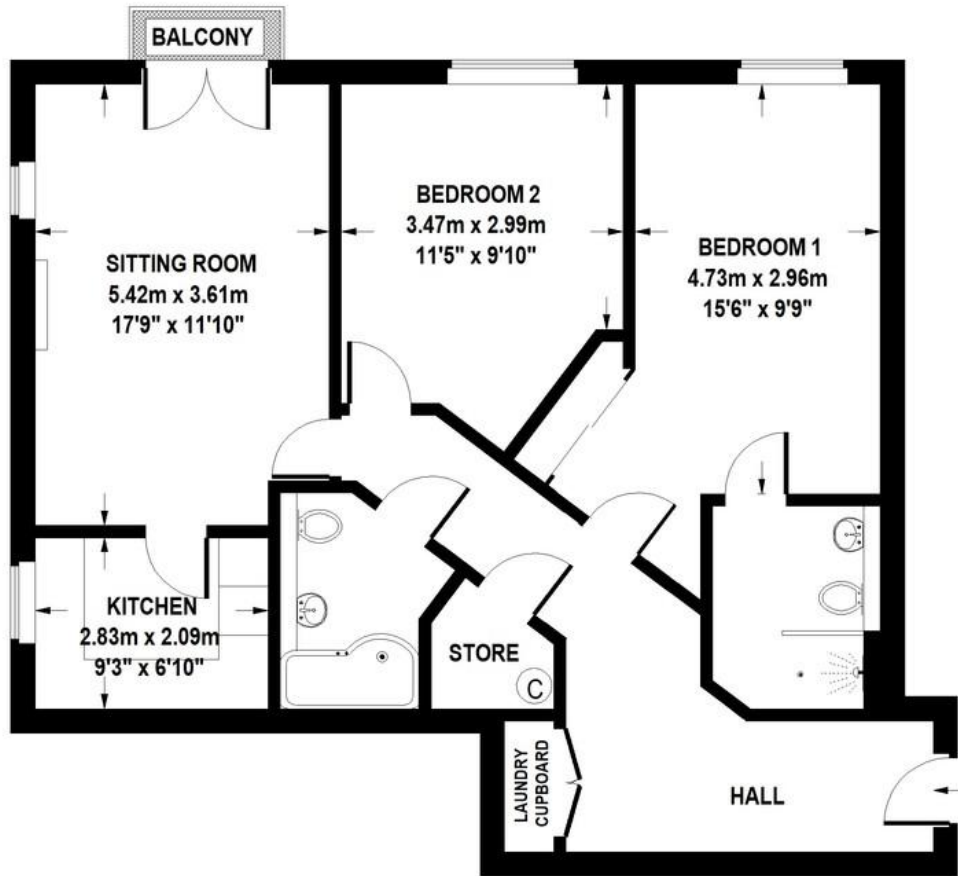 BALCONY
BEDROOM 2
3.47m x 2.99m
11'5" x 9'10"
BEDROOM 1
4.73m x 2.96m
15'6" x 9'9"
SITTING ROOM
5.42m x 3.61m
17'9" x 11'10"
KITCHEN
2.83m x 2.09m
9'3" x 6'10"
STORE
C
LAUNDRY
CUPBOARD
HALL